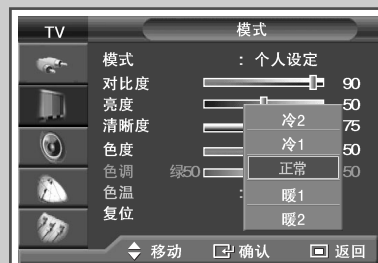 TV 模式
模式 : 个人设定
对比度 90
亮度 50
清晰度 75
色度 50
色调 绿50 50
色温 :
复位
冷2
冷1
正常
暖1
暖2
移动 确认 返回